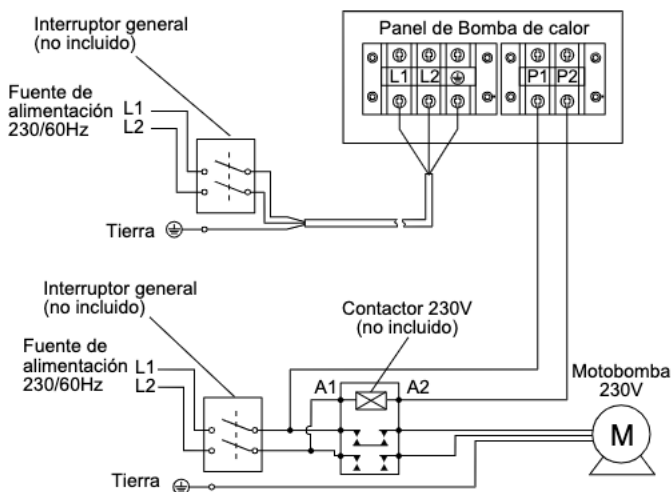 Interruptor general
(no incluido)
Panel de Bomba de calor
L1 L2 P1 P2
Fuente de
alimentación L1
230/60Hz L2
Tierra
Interruptor general
(no incluido)
Contactor 230V
(no incluido)
Fuente de
alimentación L1
230/60Hz L2
A1 A2
Motobomba
230V
M
Tierra